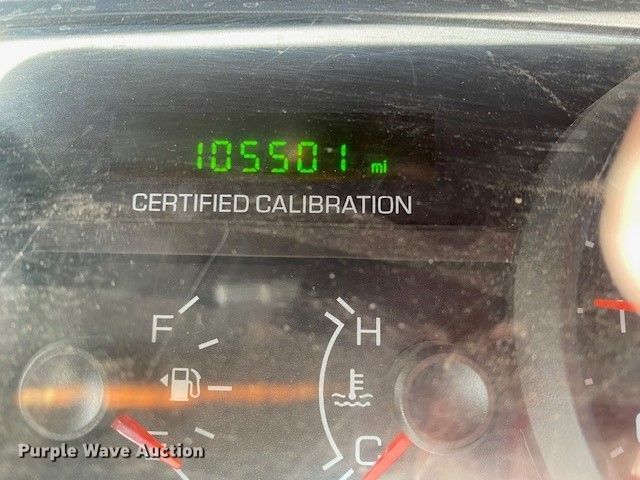 105501 mi
CERTIFIED CALIBRATION
F
H
C
Purple Wave Auction